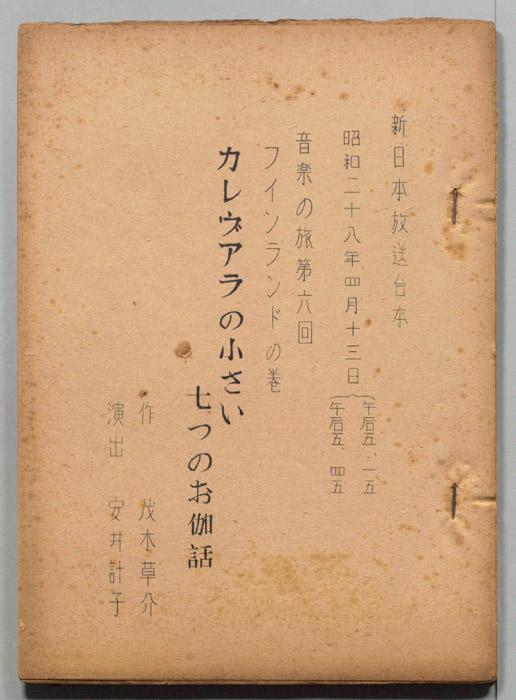 新日本放送台本
昭和二十八年四月十三日
午后五、一五
午后五、四五
音楽の旅第六回
フインランドの巻
カレヴアラの小さい
七つのお伽話
作 茂木草介
演出 安井計子